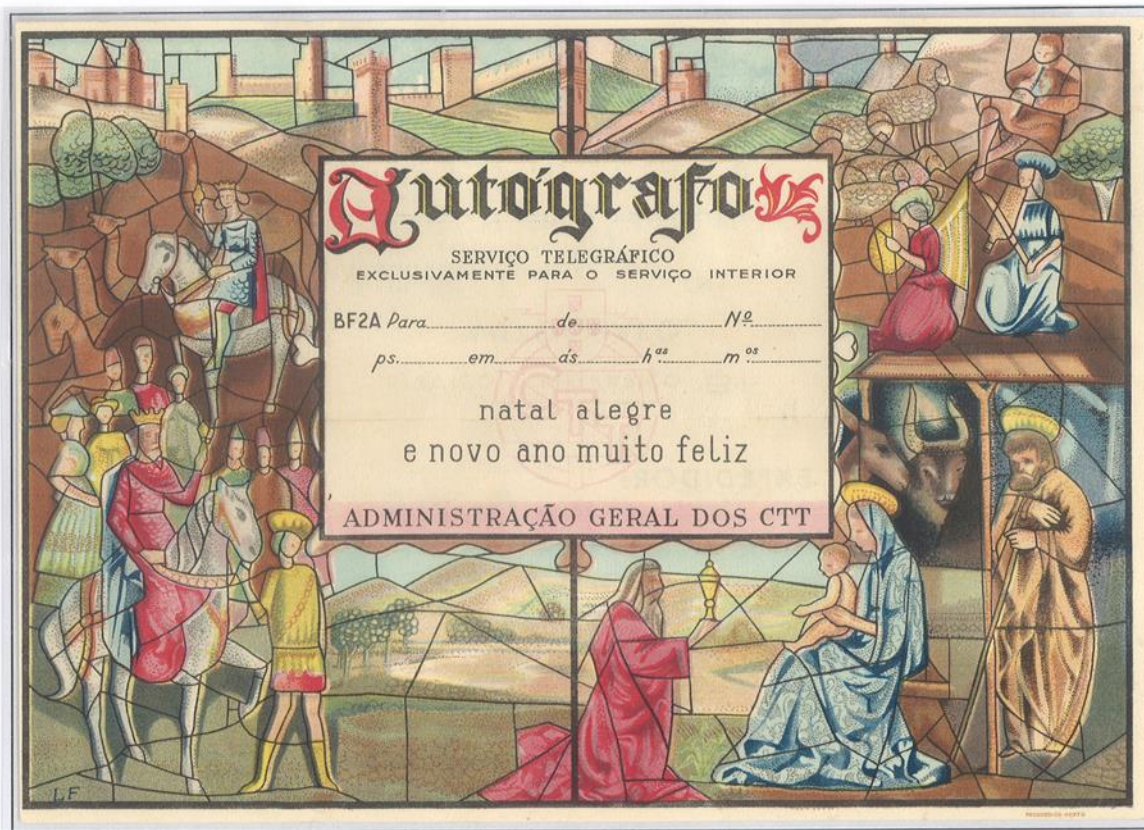 Autógrafo
SERVIÇO TELEGRÁFICO
EXCLUSIVAMENTE PARA O SERVIÇO INTERIOR
BF2A Para de Nº
ps. em ás h.as m.os
natal alegre
e novo ano muito feliz
ADMINISTRAÇÃO GERAL DOS CTT
LF